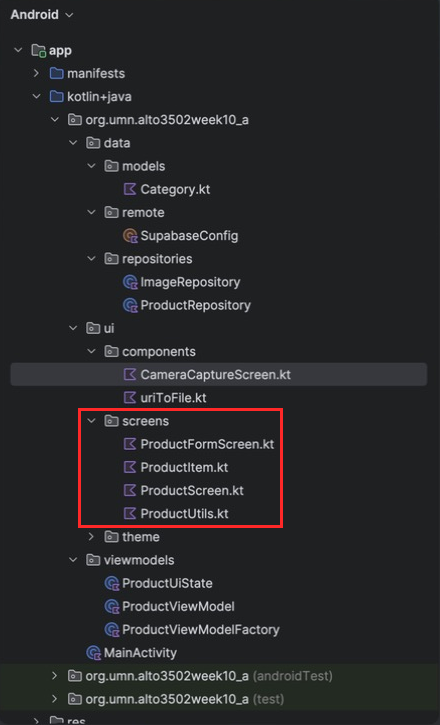 Android
app
manifests
kotlin+java
org.umn.alto3502week10_a
data
models
Category.kt
remote
SupabaseConfig
repositories
ImageRepository
ProductRepository
ui
components
CameraCaptureScreen.kt
uriToFile.kt
screens
ProductFormScreen.kt
ProductItem.kt
ProductScreen.kt
ProductUtils.kt
theme
viewmodels
ProductUiState
ProductViewModel
ProductViewModelFactory
MainActivity
org.umn.alto3502week10_a (androidTest)
org.umn.alto3502week10_a (test)
res